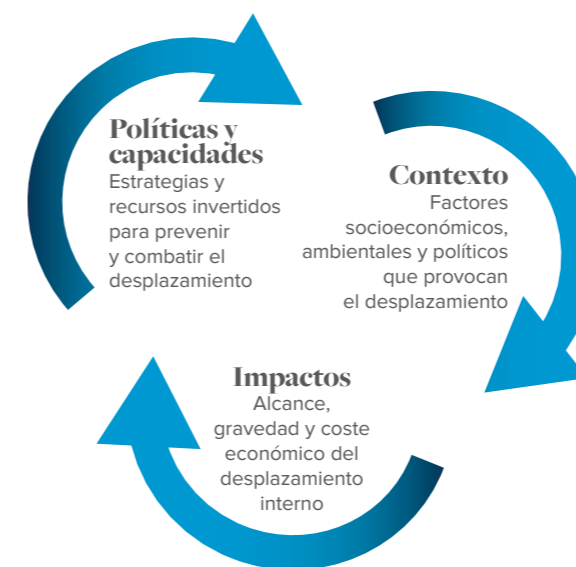 Políticas y
capacidades
Estrategias y
recursos invertidos
para prevenir
y combatir el
desplazamiento
Contexto
Factores
socioeconómicos,
ambientales y políticos
que provocan
el desplazamiento
Impactos
Alcance,
gravedad y coste
económico del
desplazamiento
interno